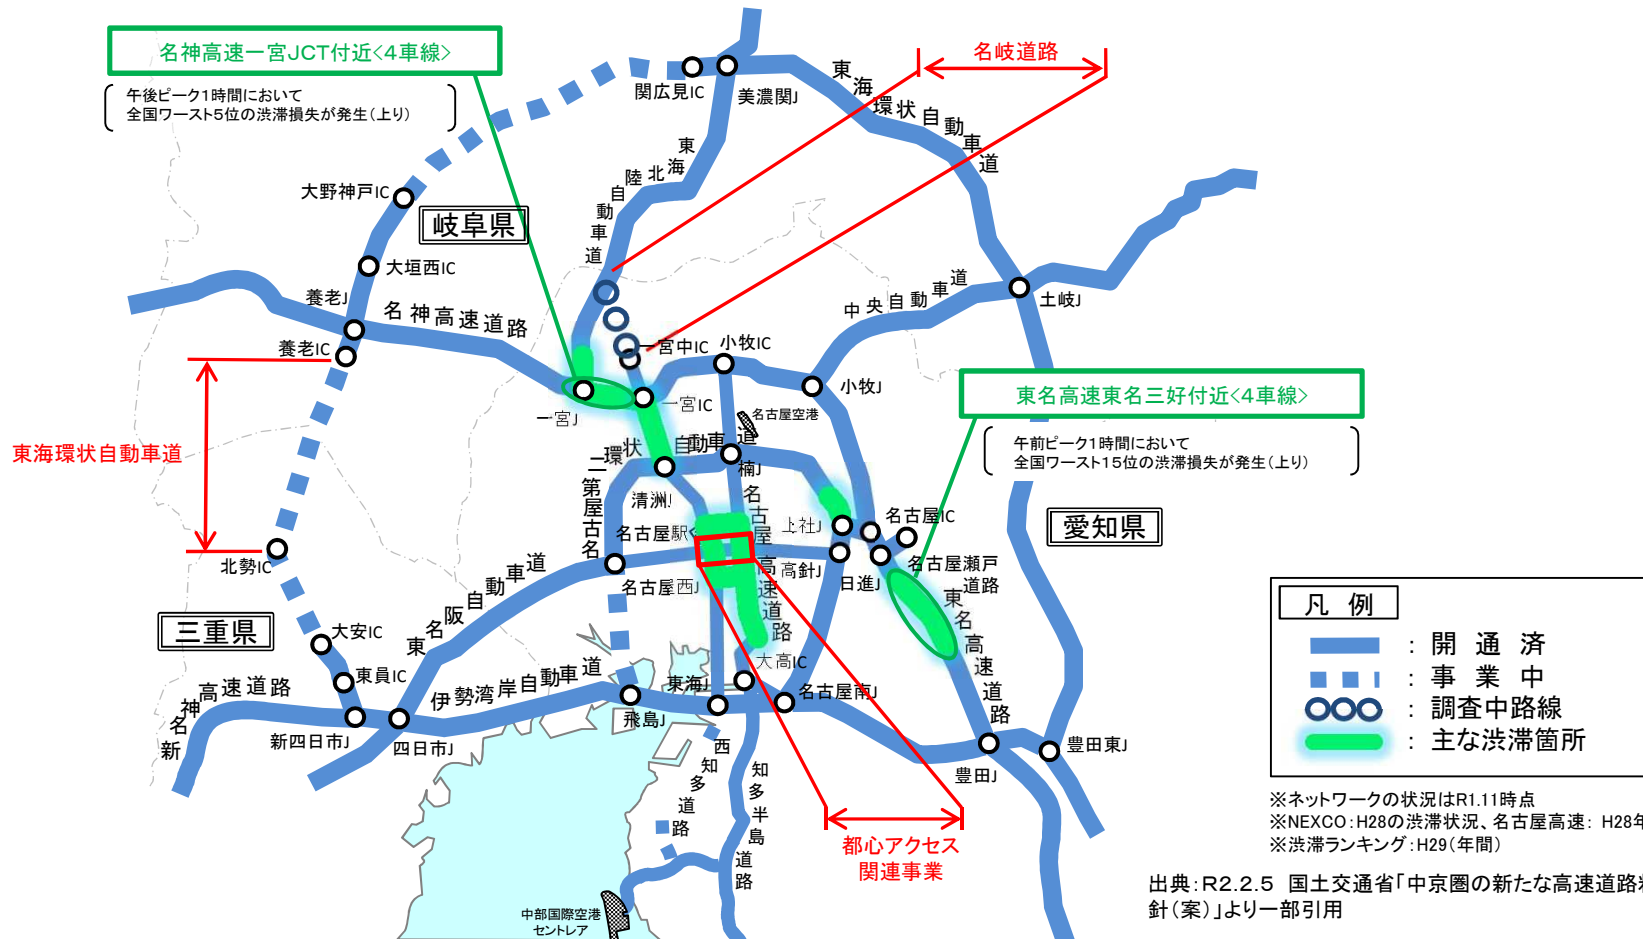 名神高速一宮JCT付近<4車線>
午後ピーク1時間において
全国ワースト5位の渋滞損失が発生(上り)
名岐道路
関広見IC
美濃関J
東海環状自動車道
東海北陸自動車道
大野神戸IC
岐阜県
大垣西IC
養老J
名神高速道路
養老IC
土岐J
中央自動車道
一宮中IC
小牧IC
小牧J
一宮J
一宮IC
名古屋空港
東名高速東名三好付近<4車線>
午前ピーク1時間において
全国ワースト15位の渋滞損失が発生(上り)
東海環状自動車道
名古屋第二環状自動車道
楠J
清洲J
名古屋高速道路
上社J
名古屋IC
愛知県
名古屋駅
北勢IC
名古屋西J
高針J
日進J
名古屋瀬戸
道路
東名高速道路
三重県
大安IC
東名阪自動車道
東員IC
大高IC
伊勢湾岸自動車道
東海J
名古屋南J
飛島J
新名神高速道路
新四日市J
四日市J
豊田J
豊田東J
西知多道路
知多半島道路
都心アクセス
関連事業
中部国際空港
セントレア
凡 例
:開 通 済
:事 業 中
:調査中路線
:主な渋滞箇所
※ネットワークの状況はR1.11時点
※NEXCO:H28の渋滞状況、名古屋高速: H28年
※渋滞ランキング:H29(年間)
出典:R2.2.5 国土交通省「中京圏の新たな高速道路料
針(案)」より一部引用